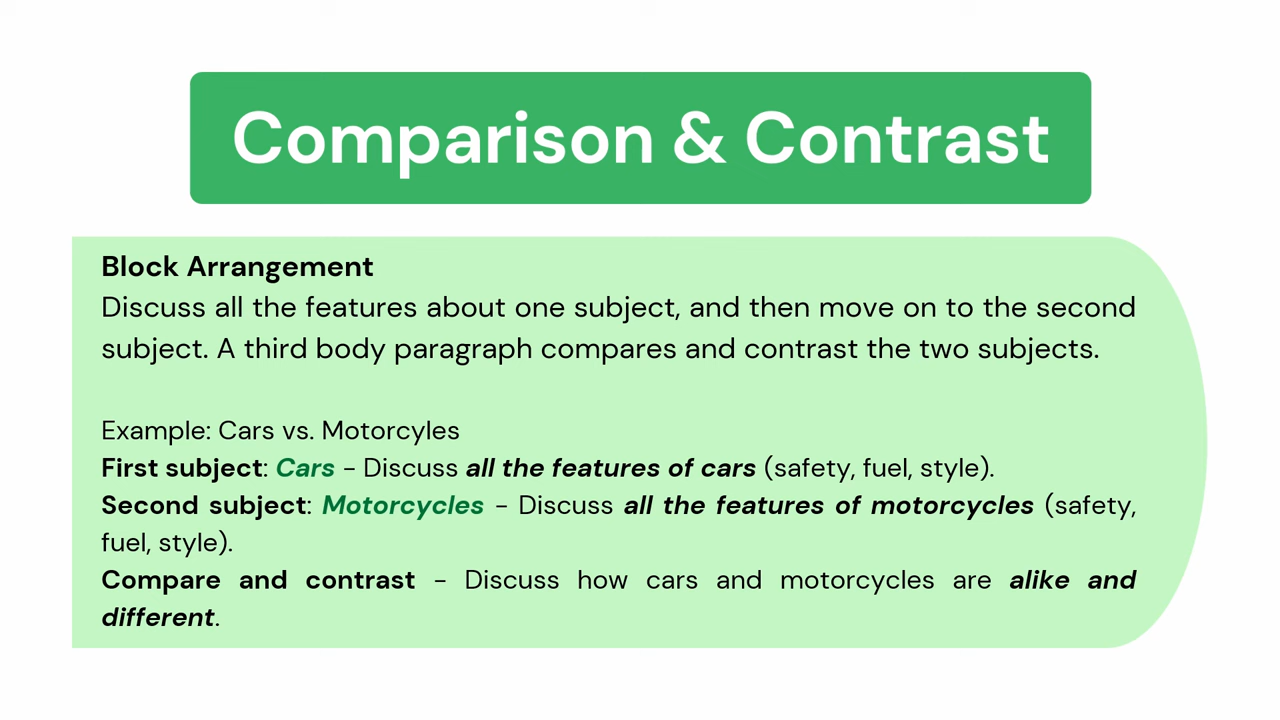 Comparison & Contrast
Block Arrangement
Discuss all the features about one subject, and then move on to the second
subject. A third body paragraph compares and contrast the two subjects.
Example: Cars vs. Motorcyles
First subject: Cars - Discuss all the features of cars (safety, fuel, style).
Second subject: Motorcycles - Discuss all the features of motorcycles (safety,
fuel, style).
Compare and contrast - Discuss how cars and motorcycles are alike and
different.